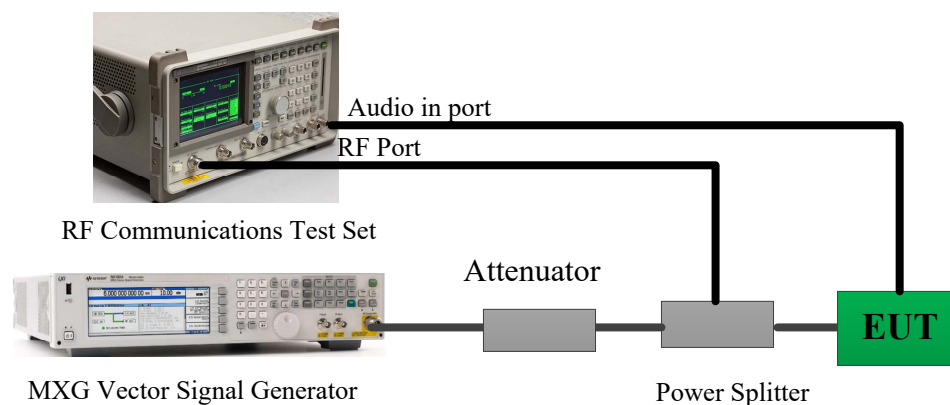 Audio in port
RF Port
RF Communications Test Set
Attenuator
EUT
MXG Vector Signal Generator
Power Splitter